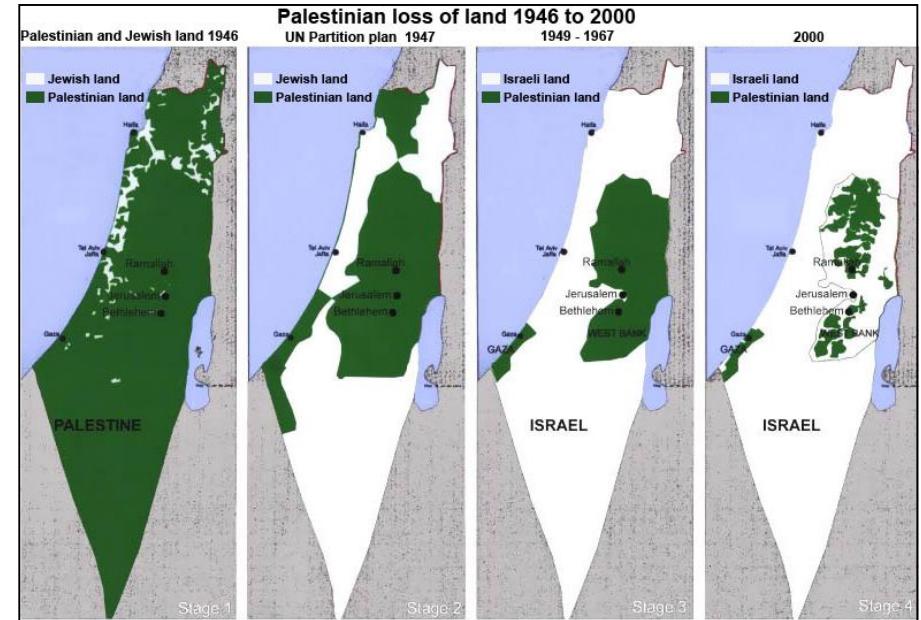 Palestinian loss of land 1946 to 2000
Palestinian and Jewish land 1946
Jewish land
Palestinian land
Haifa
Tel Aviv
Jaffa
Ramallah
Jerusalem
Bethlehem
Gaza
PALESTINE
Stage 1
UN Partition plan 1947
Jewish land
Palestinian land
Haifa
Tel Aviv
Jaffa
Ramallah
Jerusalem
Bethlehem
Gaza
Stage 2
1949 - 1967
Israeli land
Palestinian land
Haifa
Tel Aviv
Jaffa
Ramallah
Jerusalem
Bethlehem
Gaza
GAZA
WEST BANK
ISRAEL
Stage 3
2000
Israeli land
Palestinian land
Haifa
Tel Aviv
Jaffa
Ramallah
Jerusalem
Bethlehem
Gaza
GAZA
WEST BANK
ISRAEL
Stage 4